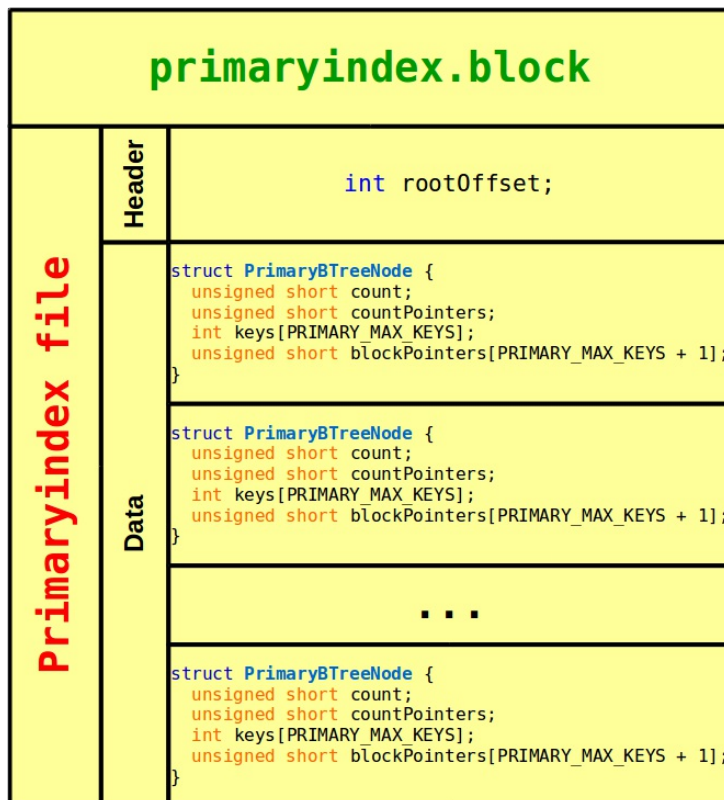 primaryindex.block
Primaryindex file
Header
int rootOffset;
Data
struct PrimaryBTreeNode {
unsigned short count;
unsigned short countPointers;
int keys[PRIMARY_MAX_KEYS];
unsigned short blockPointers[PRIMARY_MAX_KEYS + 1];
}
struct PrimaryBTreeNode {
unsigned short count;
unsigned short countPointers;
int keys[PRIMARY_MAX_KEYS];
unsigned short blockPointers[PRIMARY_MAX_KEYS + 1];
}
...
struct PrimaryBTreeNode {
unsigned short count;
unsigned short countPointers;
int keys[PRIMARY_MAX_KEYS];
unsigned short blockPointers[PRIMARY_MAX_KEYS + 1];
}